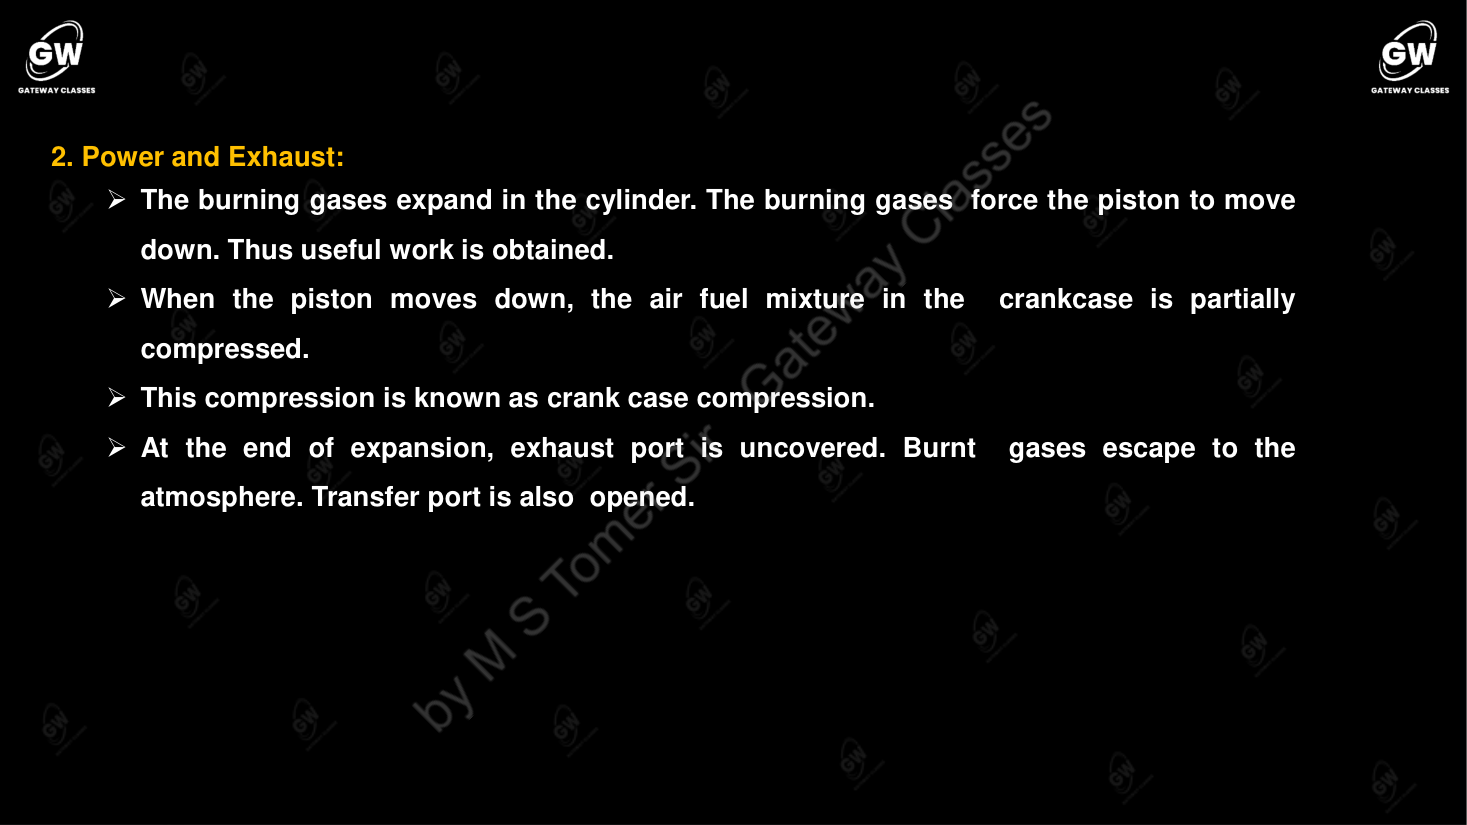 GW
GATEWAY CLASSES
GW
GATEWAY CLASSES
2. Power and Exhaust:
➢ The burning gases expand in the cylinder. The burning gases  force the piston to move
down. Thus useful work is obtained.
➢ When the piston moves down, the air fuel mixture in the  crankcase is partially
compressed.
➢ This compression is known as crank case compression.
➢ At the end of expansion, exhaust port is uncovered. Burnt  gases escape to the
atmosphere. Transfer port is also  opened.
by M S Tomer Sir Gateway Classes